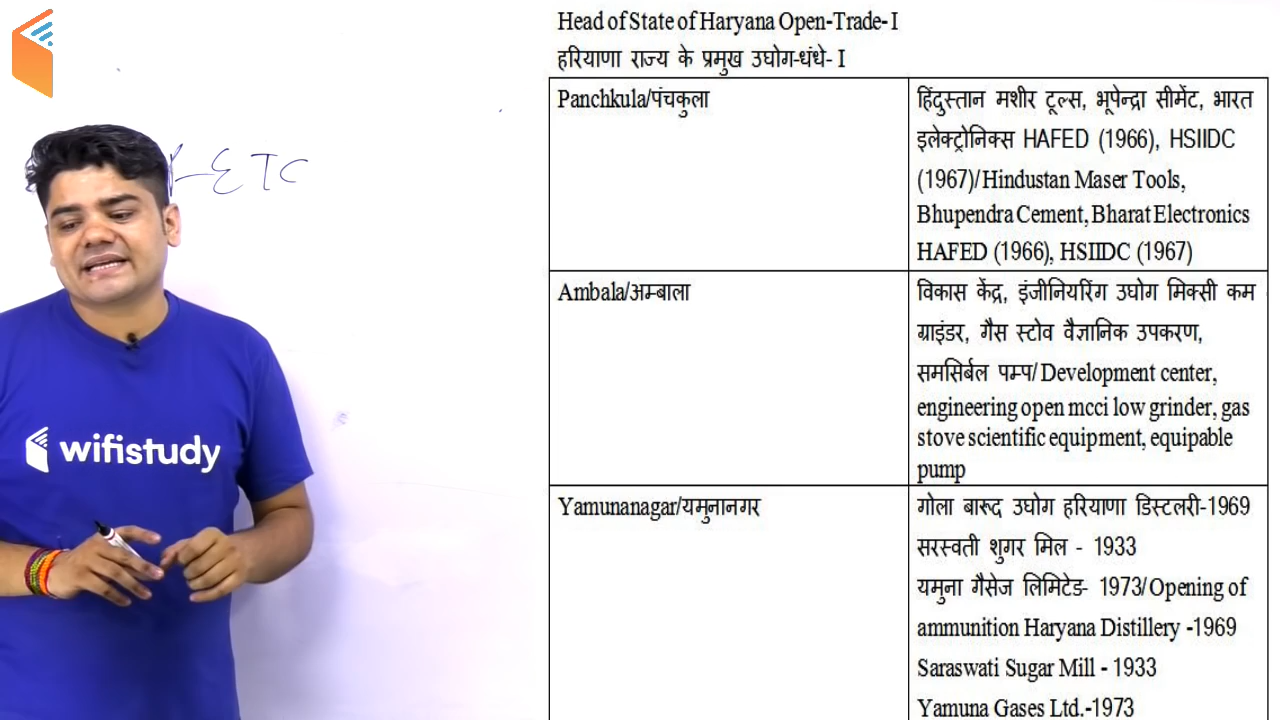 wifistudy
ETC
Head of State of Haryana Open-Trade- I
हरियाणा राज्य के प्रमुख उघोग-धंधे- I
Panchkula/पंचकुला
हिंदुस्तान मशीर टूल्स, भूपेन्द्रा सीमेंट, भारत
इलेक्ट्रोनिक्स HAFED (1966), HSIIDC
(1967)/ Hindustan Maser Tools,
Bhupendra Cement, Bharat Electronics
HAFED (1966), HSIIDC (1967)
Ambala/अम्बाला
विकास केंद्र, इंजीनियरिंग उघोग मिक्सी कम
ग्राइंडर, गैस स्टोव वैज्ञानिक उपकरण,
समसिर्बल पम्प/ Development center,
engineering open mcci low grinder, gas
stove scientific equipment, equipable
pump
Yamunanagar/यमुनानगर
गोला बारूद उघोग हरियाणा डिस्टलरी-1969
सरस्वती शुगर मिल - 1933
यमुना गैसेज लिमिटेड- 1973/ Opening of
ammunition Haryana Distillery -1969
Saraswati Sugar Mill - 1933
Yamuna Gases Ltd.-1973